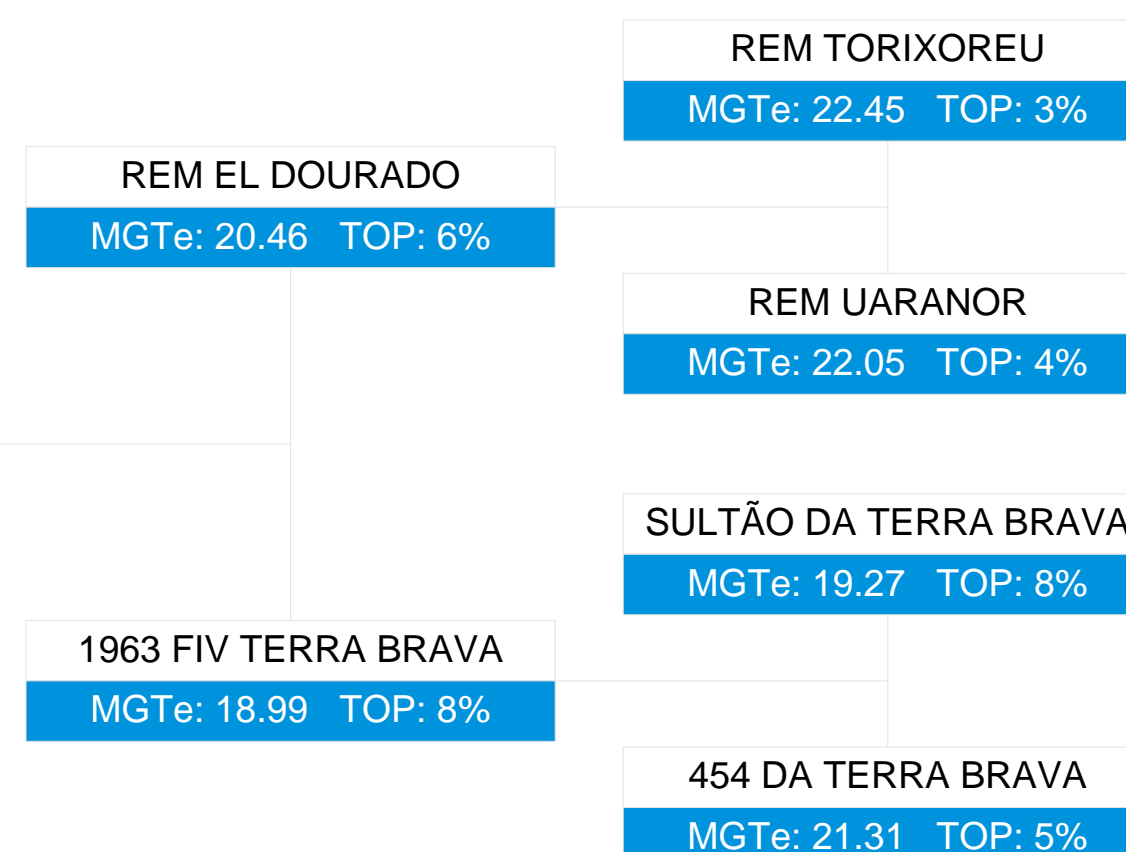 REM TORIXOREU
MGTe: 22.45 TOP: 3%
REM EL DOURADO
MGTe: 20.46 TOP: 6%
REM UARANOR
MGTe: 22.05 TOP: 4%
SULTÃO DA TERRA BRAVA
MGTe: 19.27 TOP: 8%
1963 FIV TERRA BRAVA
MGTe: 18.99 TOP: 8%
454 DA TERRA BRAVA
MGTe: 21.31 TOP: 5%